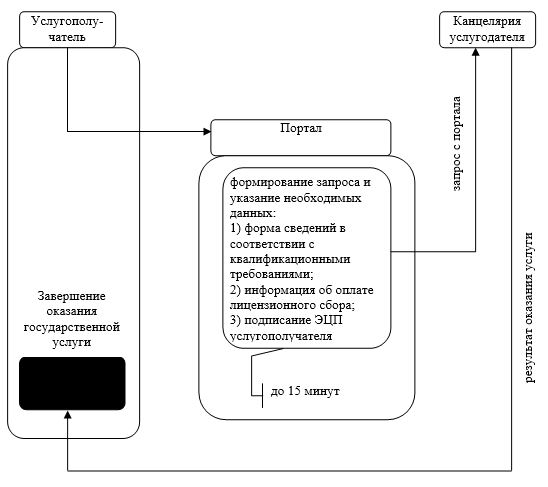 Услугополу-
чатель
Канцелярия
услугодателя
Портал
запрос с портала
формирование запроса и
указание необходимых
данных:
1) форма сведений в
соответствии с
квалификационными
требованиями;
2) информация об оплате
лицензионного сбора;
3) подписание ЭЦП
услугополучателя
результат оказания услуги
Завершение
оказания
государственной
услуги
до 15 минут